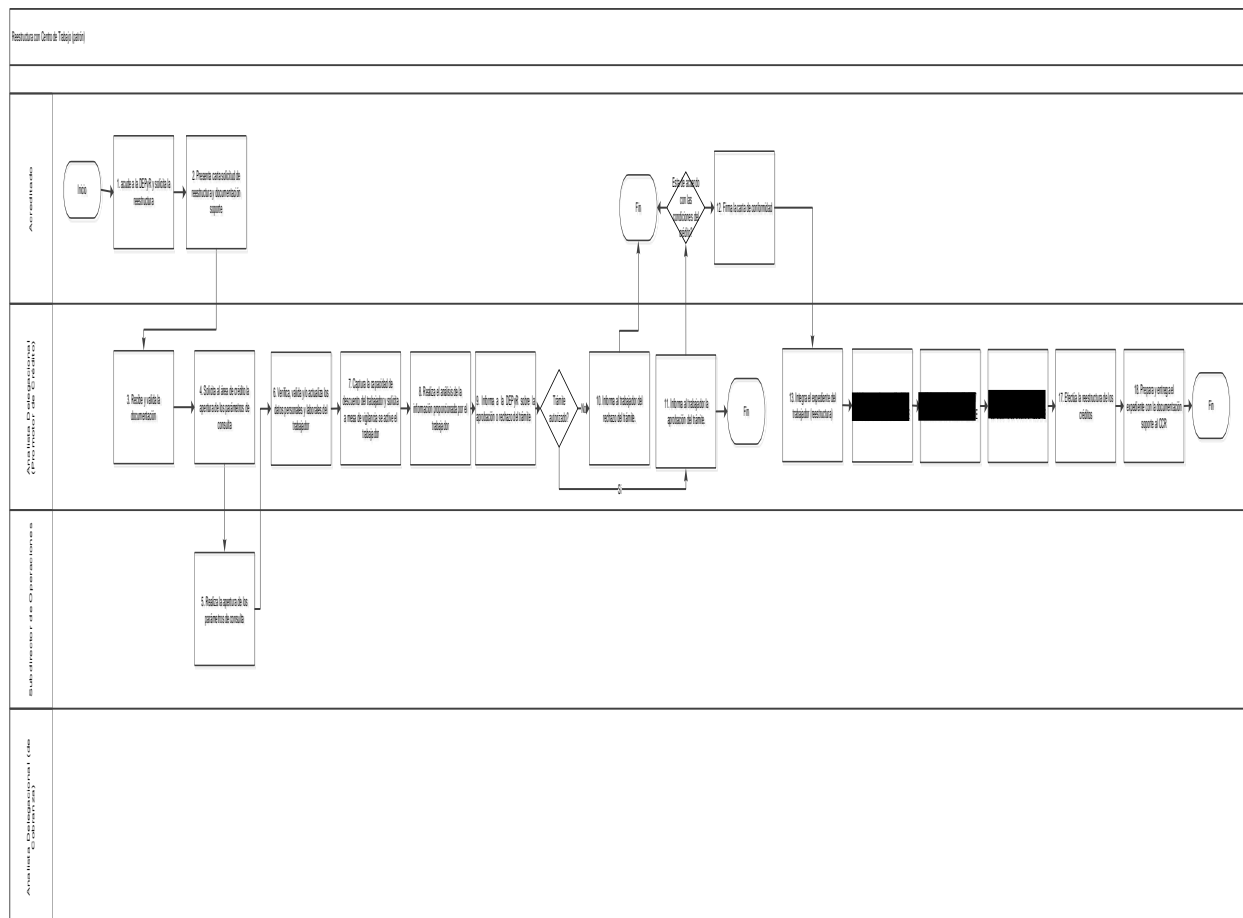 Reestructura con Centro de Trabajo (patrón)
Acreditado
Inicio
1. acude a la DEPyR y solicita la
reestructura
2. Presenta carta solicitud de
reestructura y documentación
soporte
Fin
Esta de acuerdo
con las
condiciones del
crédito?
12. Firma la carta de conformidad
Analista Delegacional
(Promotor de Crédito)
3. Recibe y valida la
documentación
4. Solicita al área de crédito la
apertura de los parámetros de
consulta
6. Verifica, valida y/o actualiza los
datos personales y laborales del
trabajador
7. Captura la capacidad de
descuento del trabajador y solicita
a mesa de vigilancia se active el
trabajador
8. Realiza el análisis de la
información proporcionada por el
trabajador
9. Informa a la DEPyR sobre la
aprobación o rechazo del trámite
Trámite
autorizado?
No
Si
10. Informa al trabajador del
rechazo del trámite.
11. Informa al trabajador la
aprobación del trámite.
Fin
13. Integra el expediente del
trabajador (reestructura)
17. Efectúa la reestructura de los
créditos
18. Prepara y entrega el
expediente con la documentación
soporte al CCR
Fin
Subdirector de Operaciones
5. Realiza la apertura de los
parámetros de consulta
Analista Delegacional (de
Cobranza)